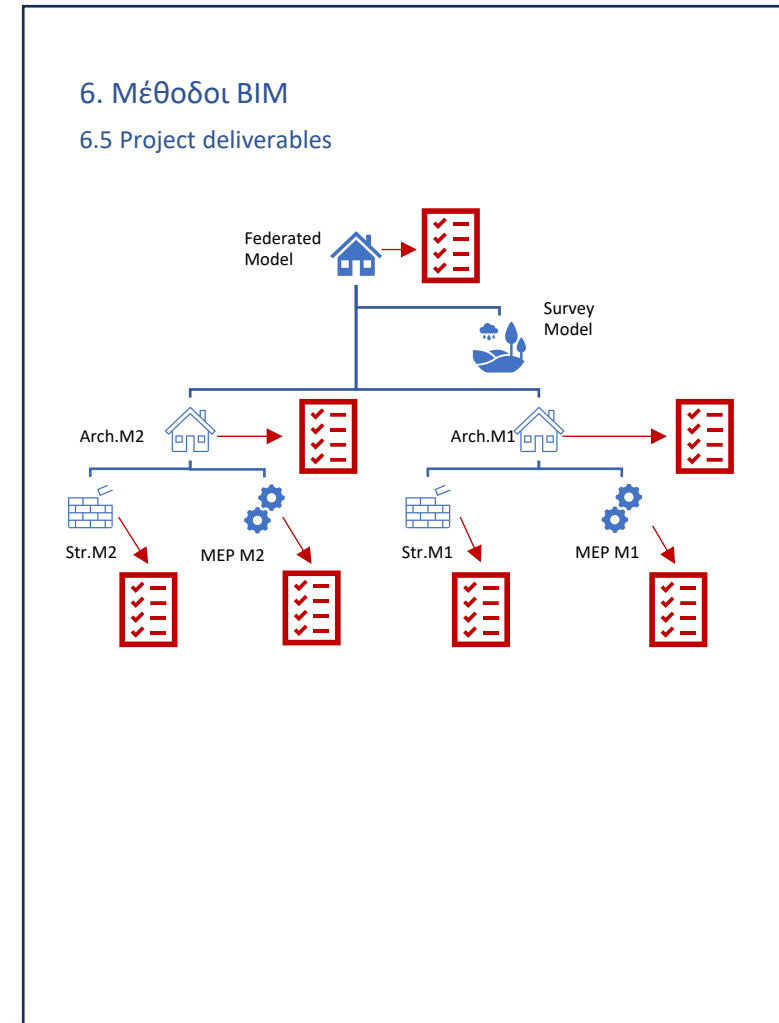 6. Μέθοδοι BIM
6.5 Project deliverables
Federated
Model
Survey
Model
Arch.M2
Arch.M1
Str.M2
MEP M2
Str.M1
MEP M1